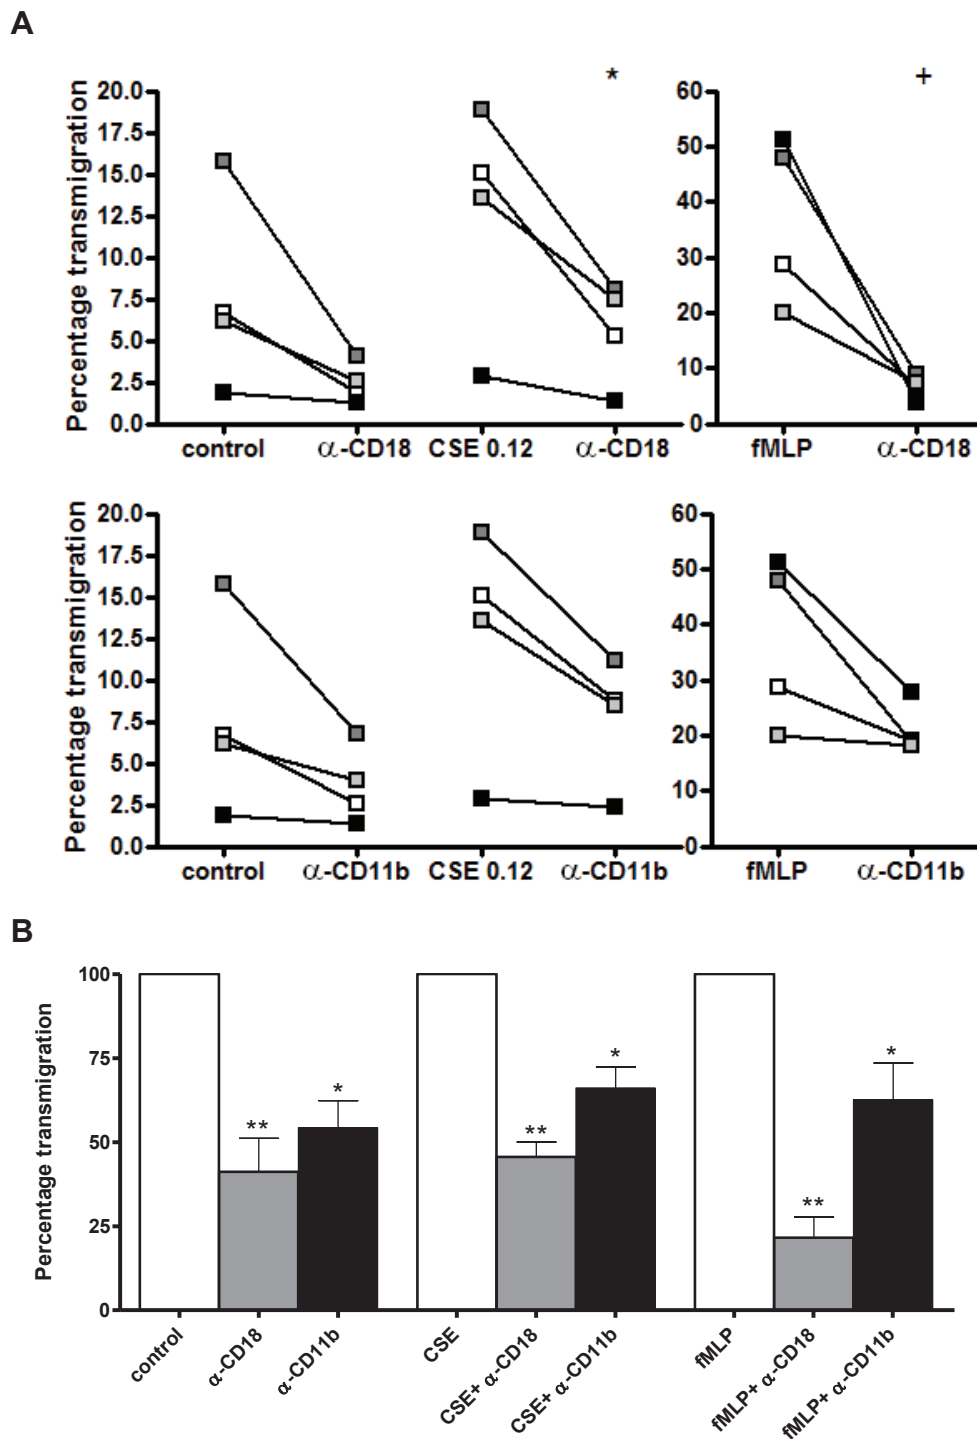 A
* +
Percentage transmigration
20.0
17.5
15.0
12.5
10.0
7.5
5.0
2.5
0.0
control α-CD18 CSE 0.12 α-CD18
60
50
40
30
20
10
0
fMLP α-CD18
Percentage transmigration
20.0
17.5
15.0
12.5
10.0
7.5
5.0
2.5
0.0
control α-CD11b CSE 0.12 α-CD11b
60
50
40
30
20
10
0
fMLP α-CD11b
B
Percentage transmigration
100
75
50
25
0
** * ** * ** *
control
α-CD18
α-CD11b
CSE
CSE+ α-CD18
CSE+ α-CD11b
fMLP
fMLP+ α-CD18
fMLP+ α-CD11b